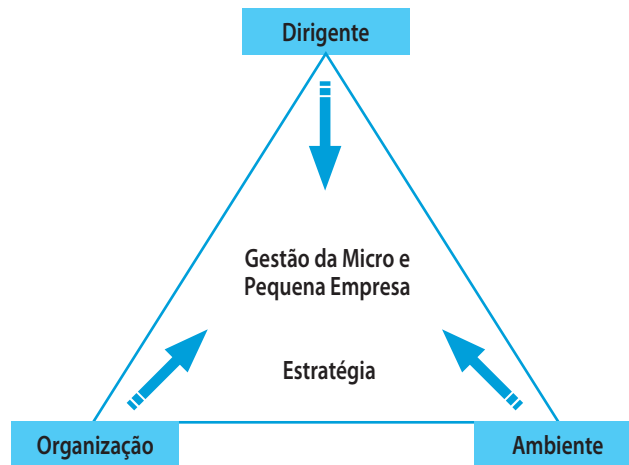 Dirigente
Gestão da Micro e
Pequena Empresa
Estratégia
Organização
Ambiente